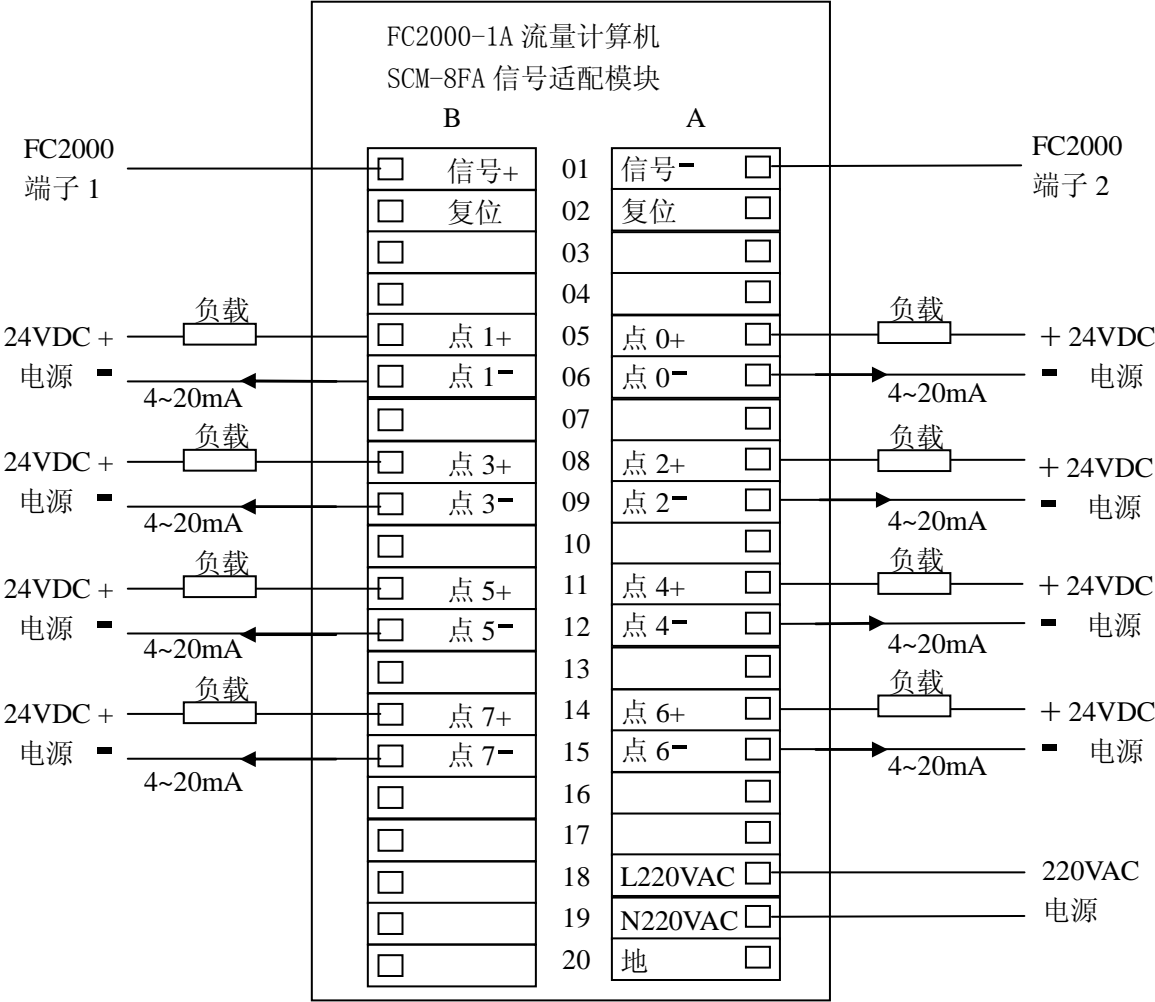 FC2000-1A 流量计算机
SCM-8FA 信号适配模块
B A
FC2000
端子 1
FC2000
端子 2
信号+ 01 信号-
复位 02 复位
03
04
负载 负载
24VDC + 点 1+ 05 点 0+ + 24VDC
电源 - 点 1- 06 点 0- - 电源
4~20mA 4~20mA
07
负载 负载
24VDC + 点 3+ 08 点 2+ + 24VDC
电源 - 点 3- 09 点 2- - 电源
4~20mA 4~20mA
10
负载 负载
24VDC + 点 5+ 11 点 4+ + 24VDC
电源 - 点 5- 12 点 4- - 电源
4~20mA 4~20mA
13
负载 负载
24VDC + 点 7+ 14 点 6+ + 24VDC
电源 - 点 7- 15 点 6- - 电源
4~20mA 4~20mA
16
17
18 L220VAC 220VAC
电源
19 N220VAC
20 地